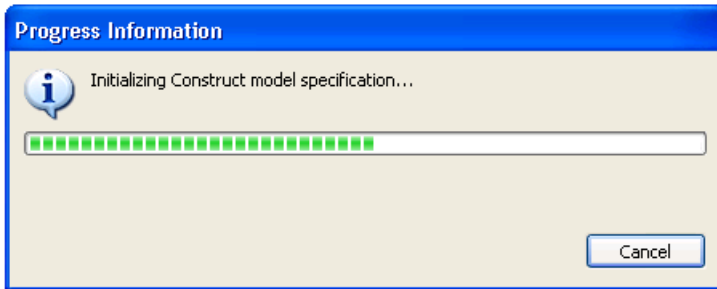 Progress Information
Initializing Construct model specification...
Cancel